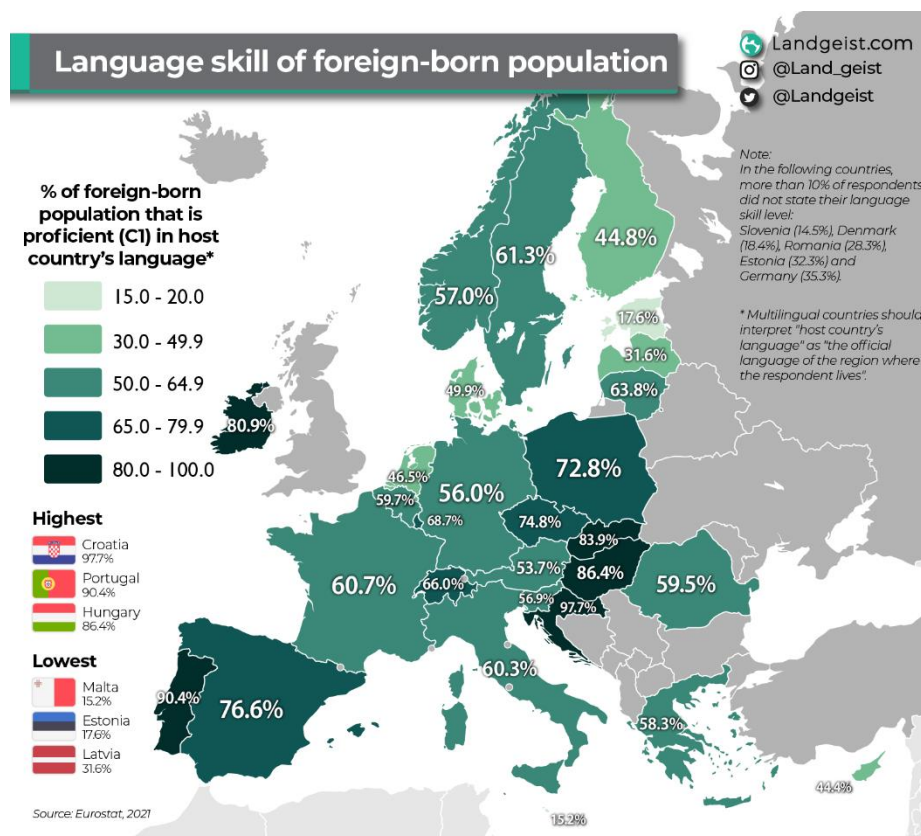 Language skill of foreign-born population
Landgeist.com
@Land_geist
@Landgeist
Note:
In the following countries,
more than 10% of respondents
did not state their language
skill level:
Slovenia (14.5%), Denmark
(18.4%), Romania (28.3%),
Estonia (32.3%) and
Germany (35.3%).
* Multilingual countries should
interpret "host country's
language" as "the official
language of the region where
the respondent lives".
% of foreign-born
population that is
proficient (C1) in host
country's language*
15.0 - 20.0
30.0 - 49.9
50.0 - 64.9
65.0 - 79.9
80.0 - 100.0
Highest
Croatia
97.7%
Portugal
90.4%
Hungary
86.4%
Lowest
Malta
15.2%
Estonia
17.6%
Latvia
31.6%
Source: Eurostat, 2021
44.8%
61.3%
57.0%
17.6%
31.6%
63.8%
49.9%
80.9%
72.8%
46.5%
56.0%
59.7%
68.7%
74.8%
83.9%
53.7%
86.4%
59.5%
60.7%
66.0%
56.9%
97.7%
60.3%
90.4%
76.6%
58.3%
44.4%
15.2%